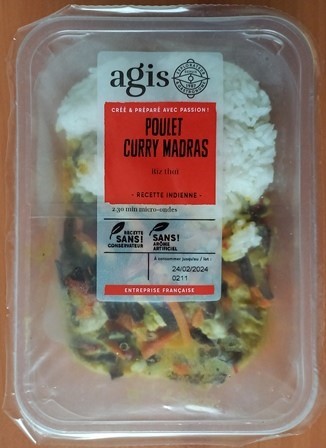 agis
CRÉÉ & PRÉPARÉ AVEC PASSION !
POULET
CURRY MADRAS
Riz thaï
- RECETTE INDIENNE -
2.30 min micro-ondes
RECETTE
SANS!
CONSERVATEUR
SANS!
ARÔME
ARTIFICIEL
À consommer jusqu'au / lot :
24/02/2024
0211
ENTREPRISE FRANÇAISE